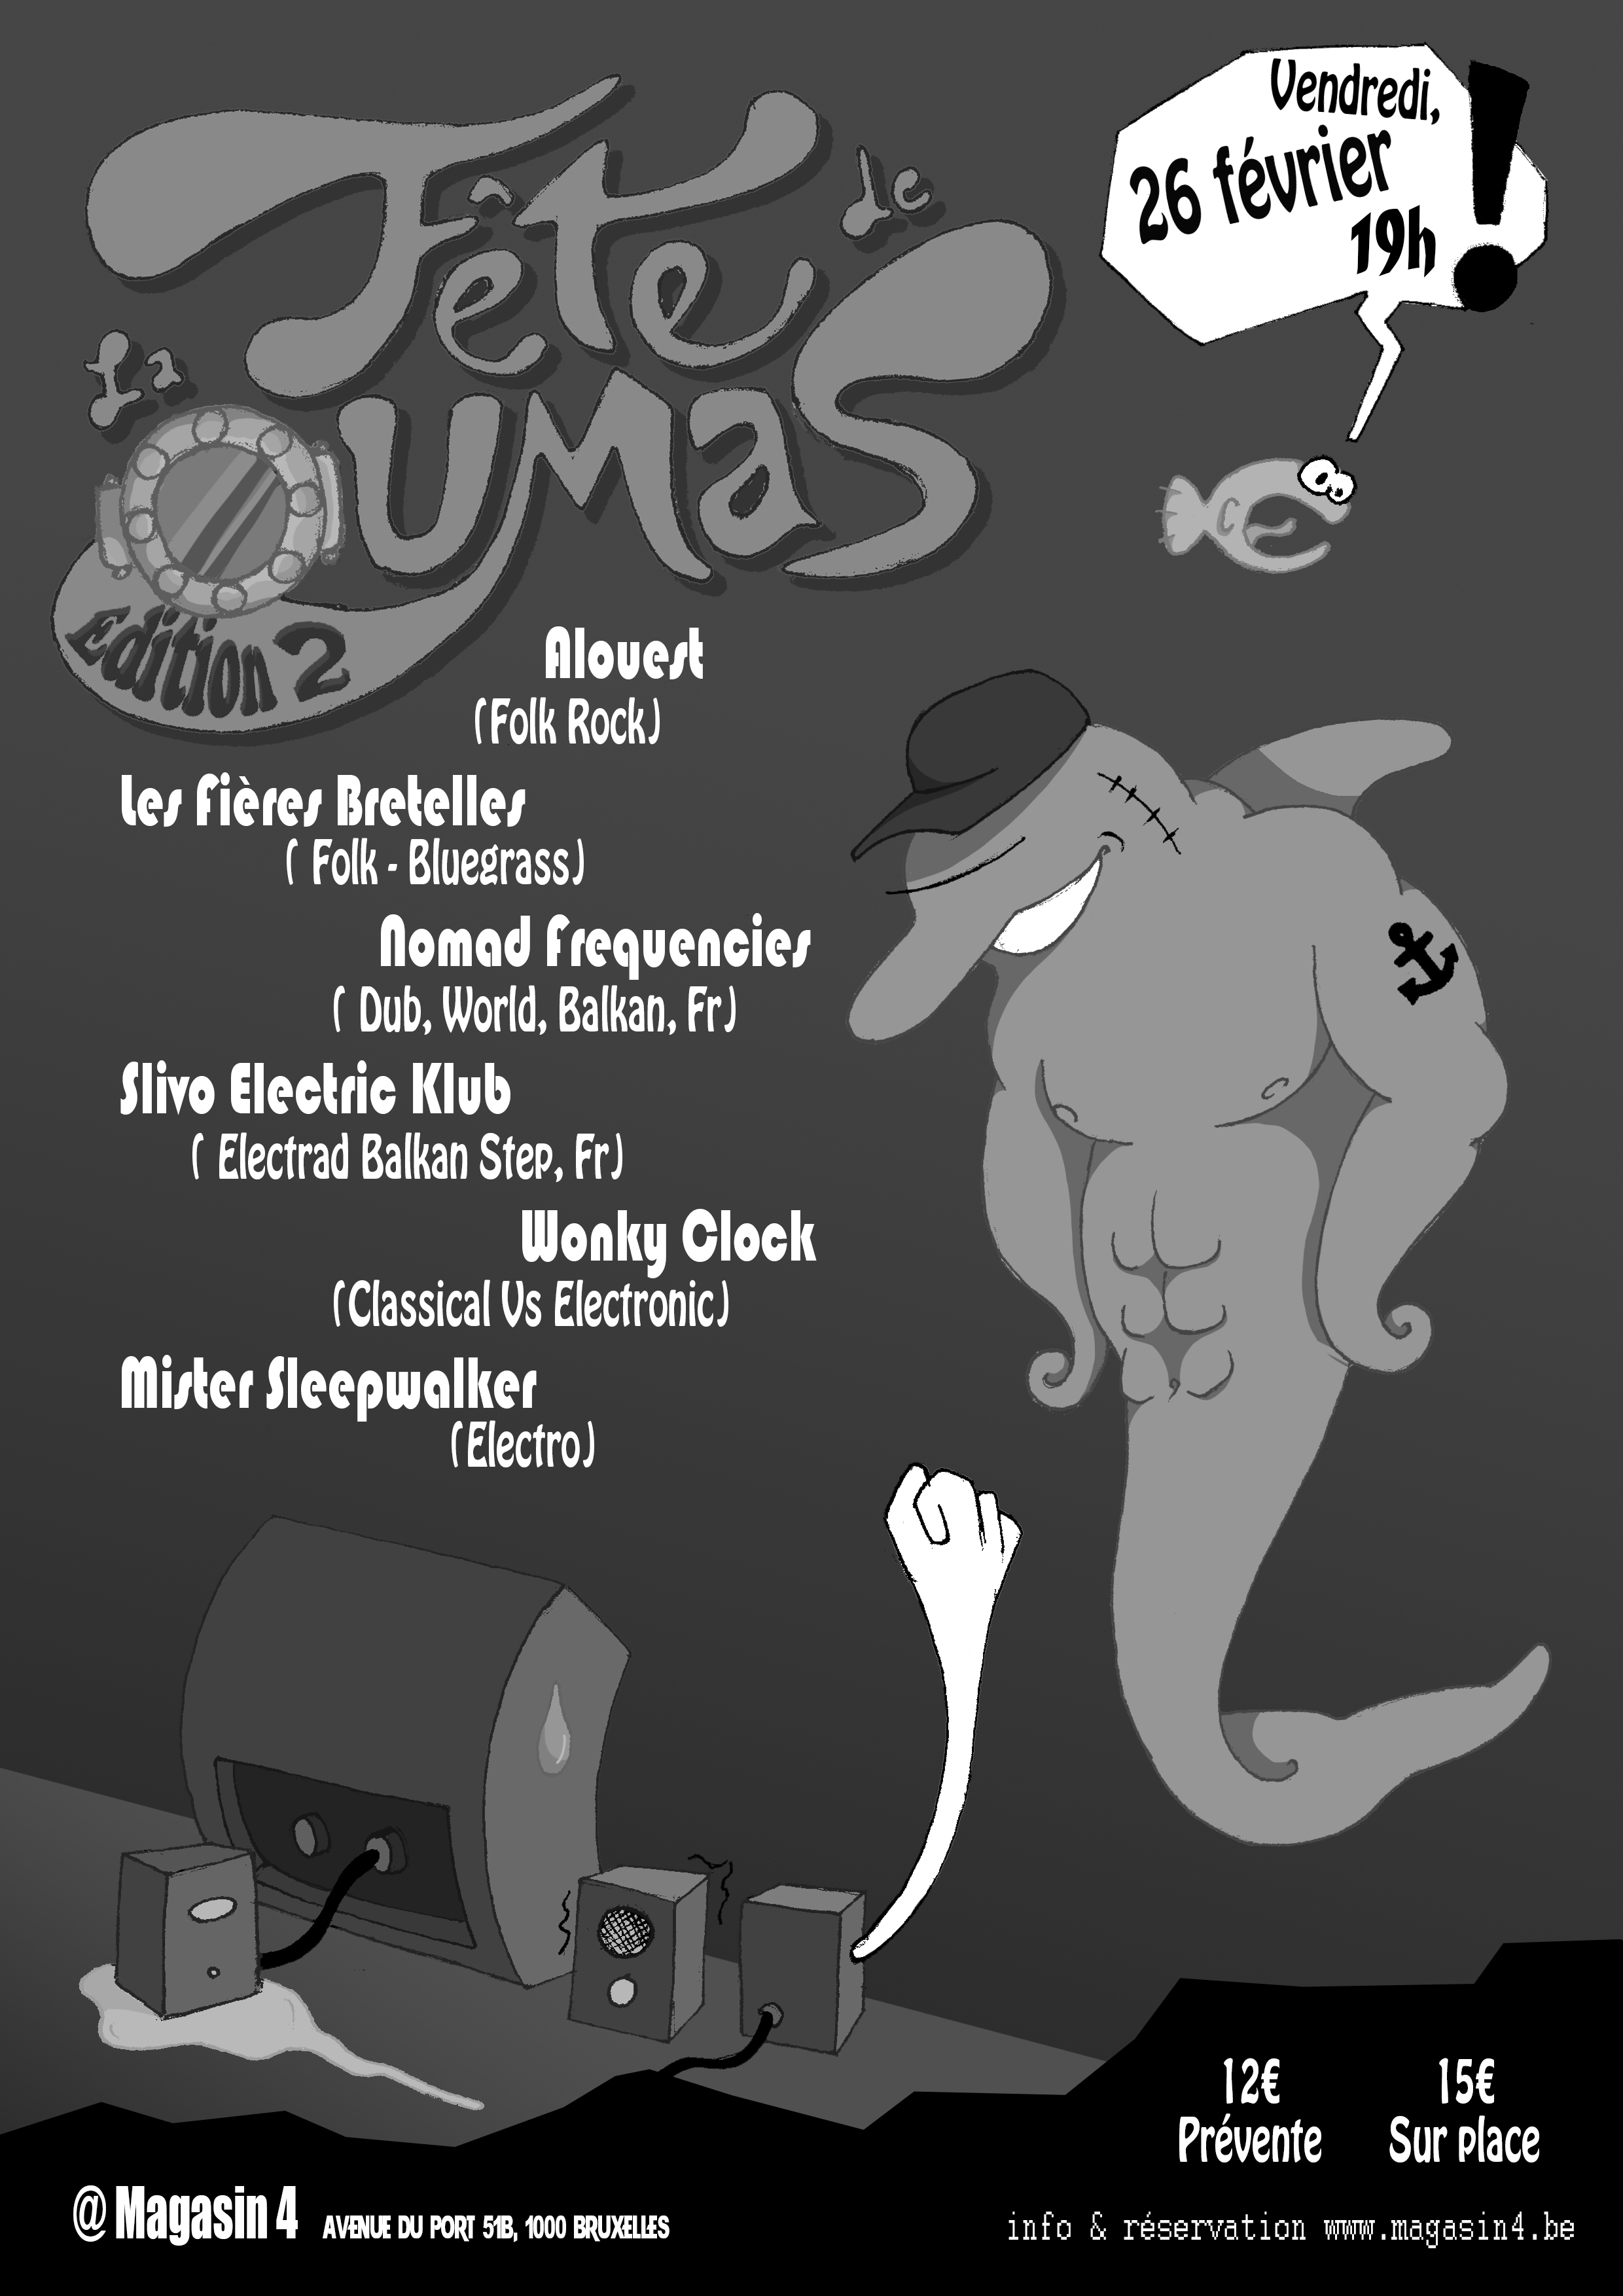 Fête de
La
OUMas
Edition 2
Vendredi,
26 février
19h
!
Alouest
(Folk Rock)
Les Fières Bretelles
( Folk - Bluegrass)
Nomad Frequencies
( Dub, World, Balkan, Fr)
Slivo Electric Klub
( Electrad Balkan Step, Fr)
Wonky Clock
(Classical Vs Electronic)
Mister Sleepwalker
(Electro)
12€ 15€
Prévente Sur place
@ Magasin 4 AVENUE DU PORT 51B, 1000 BRUXELLES
info & réservation www.magasin4.be